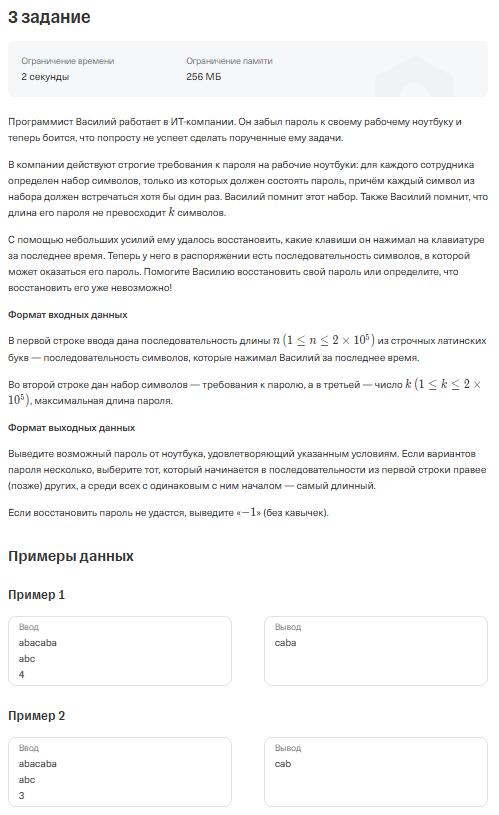 3 задание
Ограничение времени
Ограничение памяти
2 секунды
256 МБ
Программист Василий работает в ИТ-компании. Он забыл пароль к своему рабочему ноутбуку и
теперь боится, что попросту не успеет сделать порученные ему задачи.
В компании действуют строгие требования к пароля на рабочие ноутбуки: для каждого сотрудника
определен набор символов, только из которых должен состоять пароль, причём каждый символ из
набора должен встречаться хотя бы один раз. Василий помнит этот набор. Также Василий помнит, что
длина его пароля не превосходит k символов.
С помощью небольших усилий ему удалось восстановить, какие клавиши он нажимал на клавиатуре
за последнее время. Теперь у него в распоряжении есть последовательность символов, в которой
может оказаться его пароль. Помогите Василию восстановить свой пароль или определите, что
восстановить его уже невозможно!
Формат входных данных
В первой строке ввода дана последовательность длины n (1 ≤ n ≤ 2 × 10⁵) из строчных латинских
букв — последовательность символов, которые нажимал Василий за последнее время.
Во второй строке дан набор символов — требования к паролю, а в третьей — число k (1 ≤ k ≤ 2 ×
10⁵), максимальная длина пароля.
Формат выходных данных
Выведите возможный пароль от ноутбука, удовлетворяющий указанным условиям. Если вариантов
пароля несколько, выберите тот, который начинается в последовательности из первой строки правее
(позже) других, а среди всех с одинаковым с ним началом — самый длинный.
Если восстановить пароль не удастся, выведите «−1» (без кавычек).
Примеры данных
Пример 1
Ввод
abacaba
abc
4
Вывод
caba
Пример 2
Ввод
abacaba
abc
3
Вывод
cab